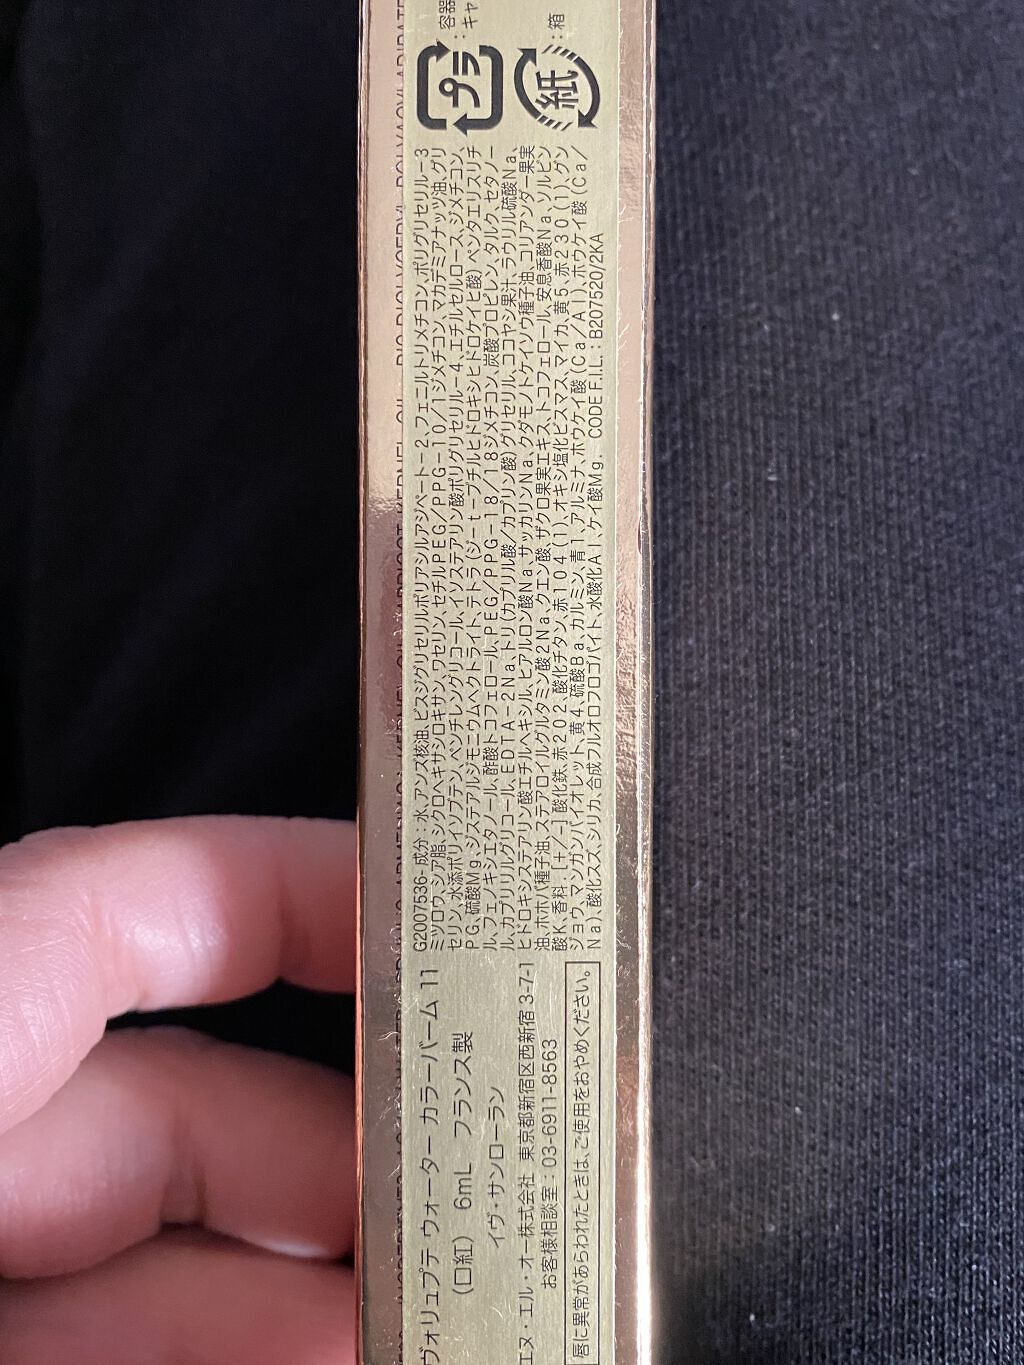 ヴォリュプテ ウォーター カラーバーム 11
(口紅) 6mL フランス製
イヴ・サンローラン
エヌ・エル・オー株式会社 東京都新宿区西新宿 3-7-1
お客様相談室：03-6911-8563
唇に異常があらわれたときは、ご使用をおやめください。
G2007536-成分：水、アンズ核油、ビスジグリセリルポリアシルアジペート-2、フェニルトリメチコン、ポリグリセリル-3
ミツロウ、シア脂、シクロヘキサシロキサン、ワセリン、セチルPEG/PPG-10/1ジメチコン、マカデミアナッツ油、グリ
セリン、水添ポリイソブテン、ペンチレングリコール、イソステアリン酸ポリグリセリル-4、エチルセルロース、ジメチコン、
PG、硫酸Mg、ジステアルジモニウムヘクトライト、テトラ(ジ-t-ブチルヒドロキシヒドロケイヒ酸)ペンタエリスリチ
ル、フェノキシエタノール、酢酸トコフェロール、PEG/PPG-18/18ジメチコン、炭酸プロピレン、タルク、セタノー
ル、カプリリルグリコール、EDTA-2Na、トリ(カプリル酸/カプリン酸)グリセリル、ココヤシ果汁、ラウリル硫酸Na、
ヒドロキシステアリン酸エチルヘキシル、ヒアルロン酸Na、サッカリンNa、クダモノトケイソウ種子油、コリアンダー果実
油、ホホバ種子油、ステアロイルグルタミン酸2Na、クエン酸、ザクロ果実エキス、トコフェロール、安息香酸Na、ソルビン
酸K、香料；[+/-]酸化鉄、赤202、酸化チタン、赤104(1)、オキシ塩化ビスマス、マイカ、黄5、赤230(1)、グン
ジョウ、マンガンバイオレット、黄4、硫酸Ba、カルミン、青1、アルミナ、ホウケイ酸(Ca/Al)、ホウケイ酸(Ca/
Na)、酸化スズ、シリカ、合成フルオロフロゴパイト、水酸化Al、ケイ酸Mg. CODE F.I.L.：B207520/2KA
プラ
：容器
キャ
紙
：箱
APRICOT KERNEL OIL